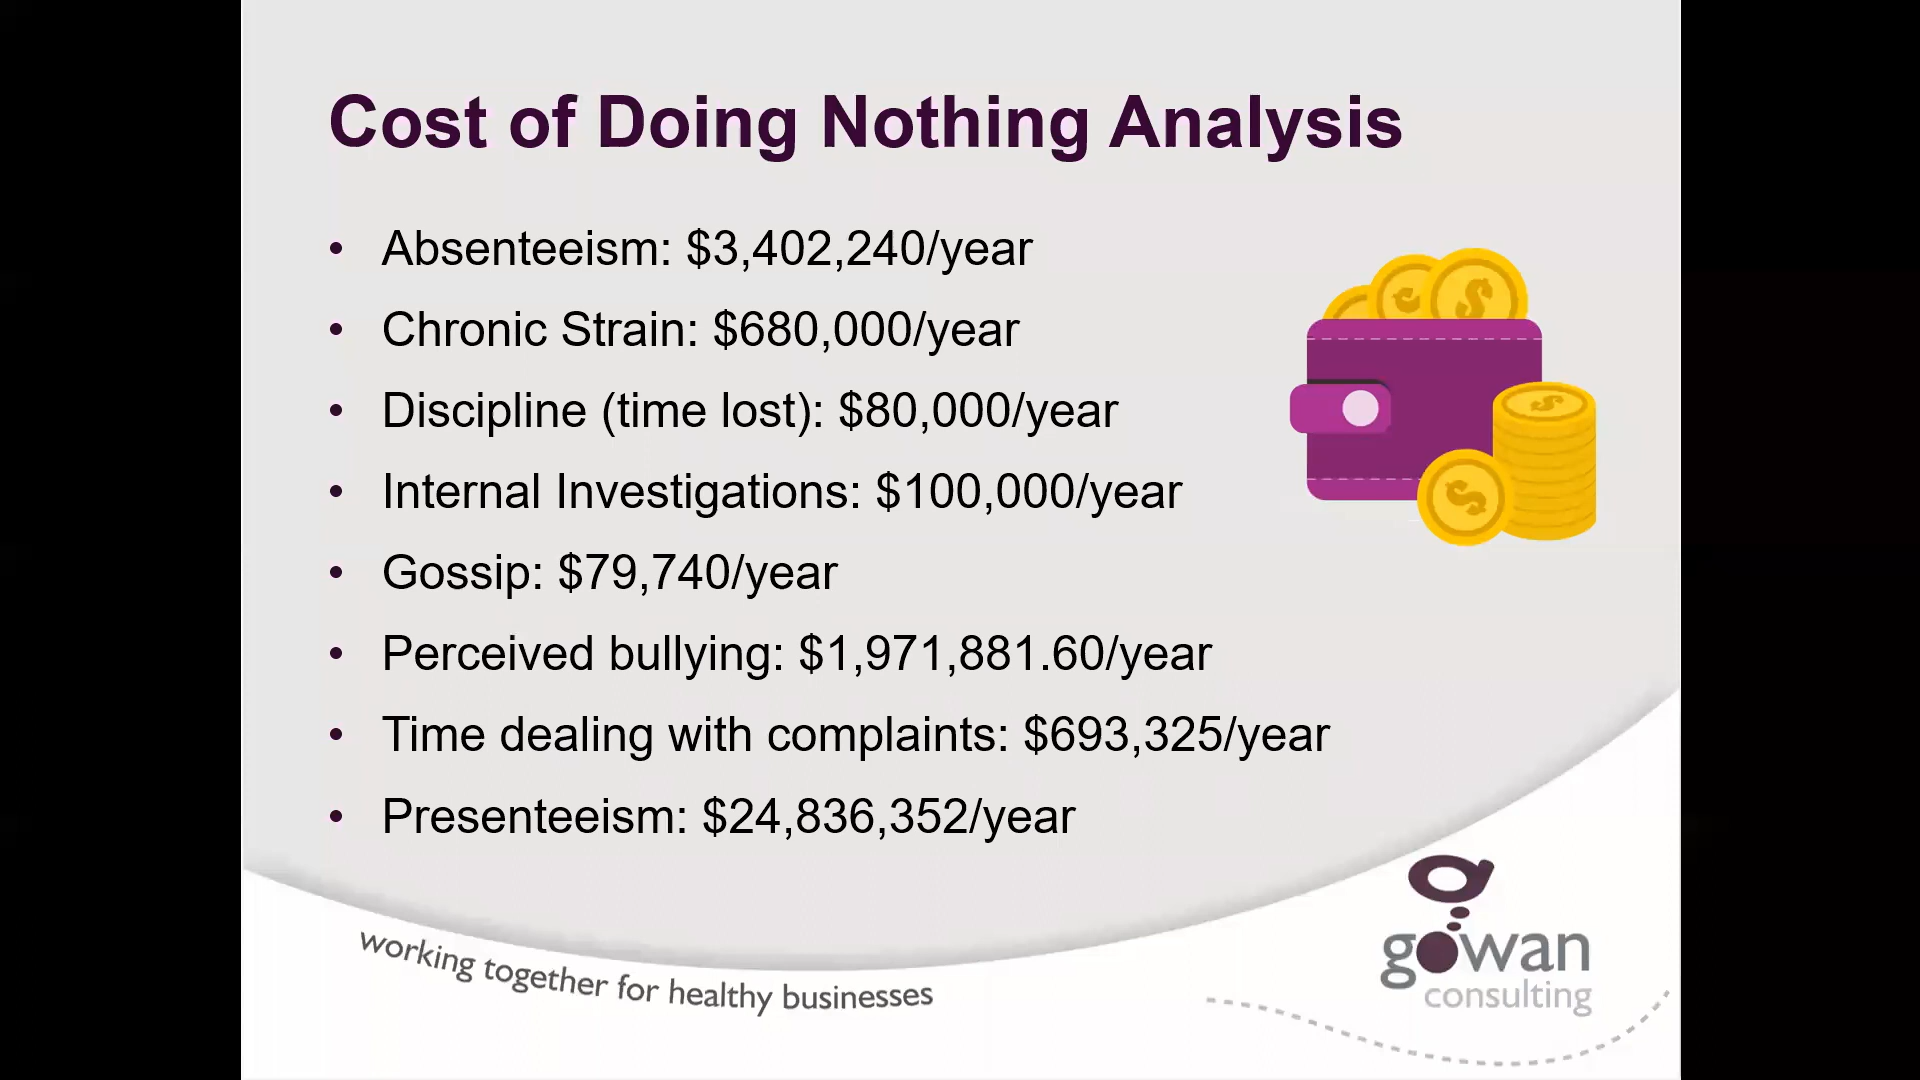 Cost of Doing Nothing Analysis
• Absenteeism: $3,402,240/year
• Chronic Strain: $680,000/year
• Discipline (time lost): $80,000/year
• Internal Investigations: $100,000/year
• Gossip: $79,740/year
• Perceived bullying: $1,971,881.60/year
• Time dealing with complaints: $693,325/year
• Presenteeism: $24,836,352/year
working together for healthy businesses
gowan
consulting